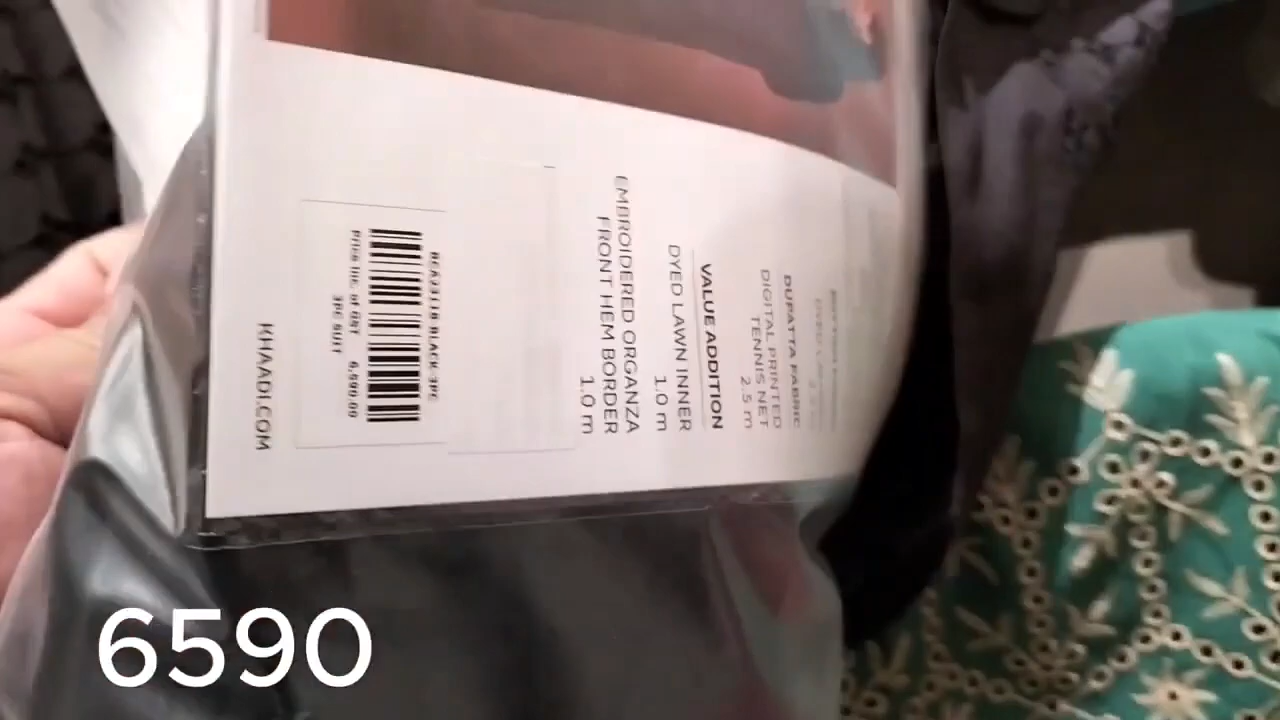 DUPATTA FABRIC
DIGITAL PRINTED
TENNIS NET
2.5 m
VALUE ADDITION
DYED LAWN INNER
1.0 m
EMBROIDERED ORGANZA
FRONT HEM BORDER
1.0 m
BLACK-3PC
6,590.00
3PC SUIT
KHAADI.COM
6590